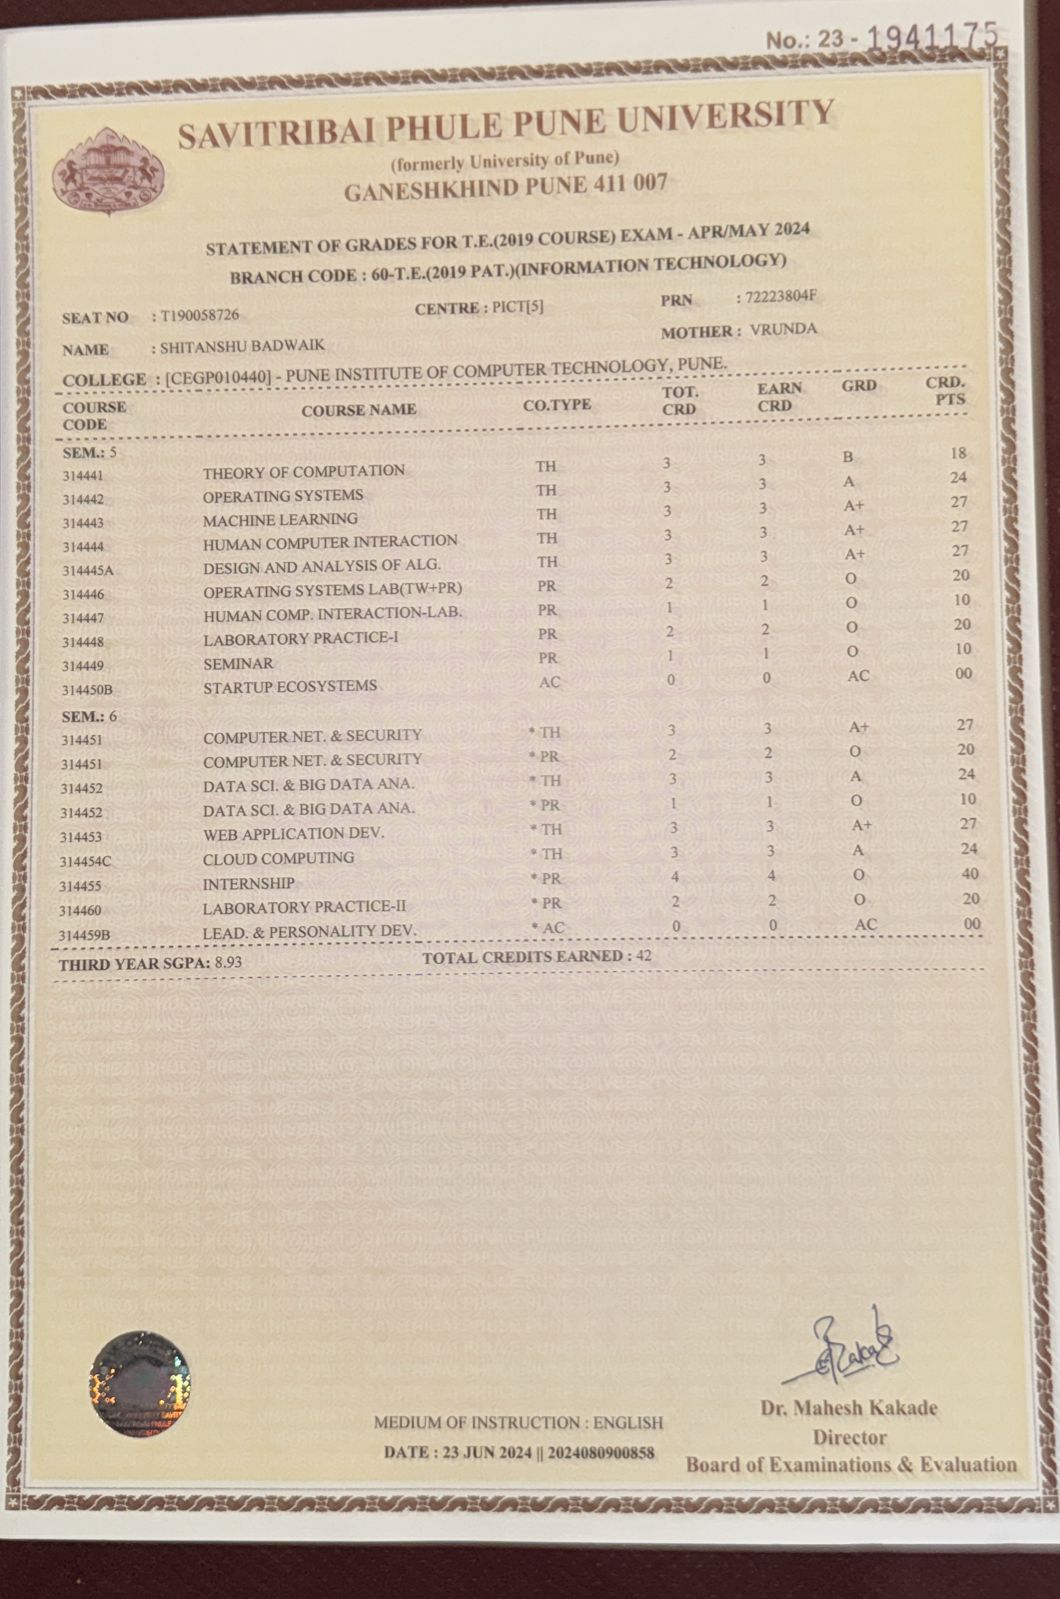 No.: 23 - 1941175
SAVITRIBAI PHULE PUNE UNIVERSITY
(formerly University of Pune)
GANESHKHIND PUNE 411 007
STATEMENT OF GRADES FOR T.E.(2019 COURSE) EXAM - APR/MAY 2024
BRANCH CODE : 60-T.E.(2019 PAT.)(INFORMATION TECHNOLOGY)
SEAT NO : T190058726 CENTRE : PICT[5] PRN : 72223804F
NAME : SHITANSHU BADWAIK MOTHER : VRUNDA
COLLEGE : [CEGP010440] - PUNE INSTITUTE OF COMPUTER TECHNOLOGY, PUNE.
COURSE CODE COURSE NAME CO.TYPE TOT. CRD EARN CRD GRD CRD. PTS
SEM.: 5
314441 THEORY OF COMPUTATION TH 3 3 B 18
314442 OPERATING SYSTEMS TH 3 3 A 24
314443 MACHINE LEARNING TH 3 3 A+ 27
314444 HUMAN COMPUTER INTERACTION TH 3 3 A+ 27
314445A DESIGN AND ANALYSIS OF ALG. TH 3 3 A+ 27
314446 OPERATING SYSTEMS LAB(TW+PR) PR 2 2 O 20
314447 HUMAN COMP. INTERACTION-LAB. PR 1 1 O 10
314448 LABORATORY PRACTICE-I PR 2 2 O 20
314449 SEMINAR PR 1 1 O 10
314450B STARTUP ECOSYSTEMS AC 0 0 AC 00
SEM.: 6
314451 COMPUTER NET. & SECURITY * TH 3 3 A+ 27
314451 COMPUTER NET. & SECURITY * PR 2 2 O 20
314452 DATA SCI. & BIG DATA ANA. * TH 3 3 A 24
314452 DATA SCI. & BIG DATA ANA. * PR 1 1 O 10
314453 WEB APPLICATION DEV. * TH 3 3 A+ 27
314454C CLOUD COMPUTING * TH 3 3 A 24
314455 INTERNSHIP * PR 4 4 O 40
314460 LABORATORY PRACTICE-II * PR 2 2 O 20
314459B LEAD. & PERSONALITY DEV. * AC 0 0 AC 00
THIRD YEAR SGPA: 8.93 TOTAL CREDITS EARNED : 42
Dr. Mahesh Kakade
MEDIUM OF INSTRUCTION : ENGLISH
Director
DATE : 23 JUN 2024 || 2024080900858
Board of Examinations & Evaluation